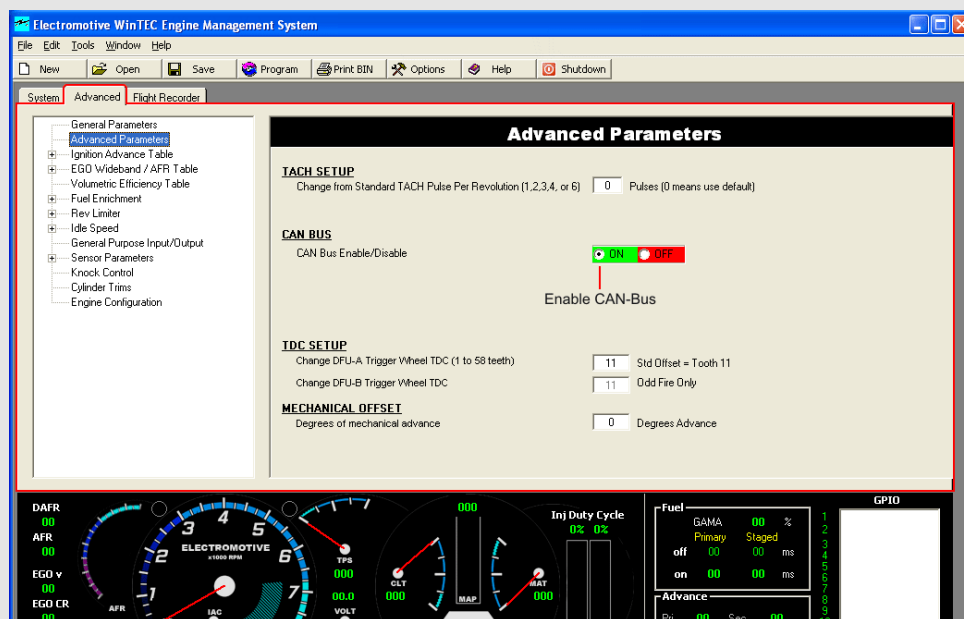 Electromotive WinTEC Engine Management System
File Edit Tools Window Help
New Open Save Program Print BIN Options Help Shutdown
System Advanced Flight Recorder
General Parameters
Advanced Parameters
Ignition Advance Table
EGO Wideband / AFR Table
Volumetric Efficiency Table
Fuel Enrichment
Rev Limiter
Idle Speed
General Purpose Input/Output
Sensor Parameters
Knock Control
Cylinder Trims
Engine Configuration
Advanced Parameters
TACH SETUP
Change from Standard TACH Pulse Per Revolution (1,2,3,4, or 6) 0 Pulses (0 means use default)
CAN BUS
CAN Bus Enable/Disable ON OFF
Enable CAN-Bus
TDC SETUP
Change DFU-A Trigger Wheel TDC (1 to 58 teeth) 11 Std Offset = Tooth 11
Change DFU-B Trigger Wheel TDC 11 Odd Fire Only
MECHANICAL OFFSET
Degrees of mechanical advance 0 Degrees Advance
DAFR
00
AFR
00
EGO v
00
EGO CR
00
AFR
1 2 3 4 5 6 7
ELECTROMOTIVE
x1000 RPM
IAC
TPS
000
00.0
VOLT
CLT
000
000
MAP
MAT
000
Inj Duty Cycle
0% 0%
Fuel
GAMA 00 %
Primary Staged
off 00 00 ms
on 00 00 ms
Advance
Pri 00 Sec 00
GPIO
1
2
3
4
5
6
7
8
9